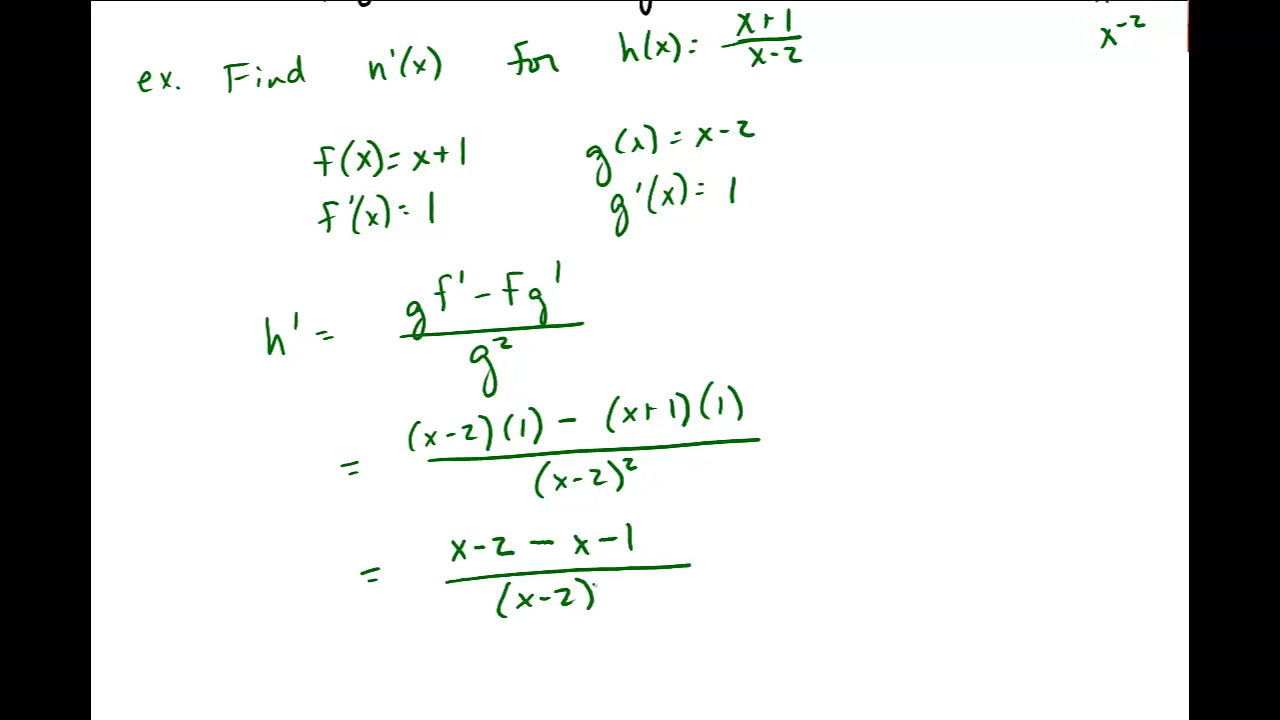 x⁻²
ex. Find h'(x) for h(x) = (x+1)/(x-2)
f(x) = x+1 g(x) = x-2
f'(x) = 1 g'(x) = 1
h' = (gf' - fg')/g²
= ((x-2)(1) - (x+1)(1))/(x-2)²
= (x-2 - x-1)/(x-2)